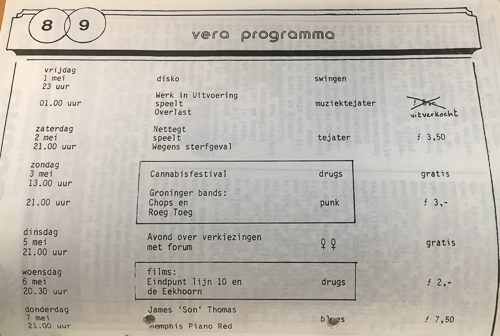 8 9
vera programma
vrijdag
1 mei disko swingen
23 uur
Werk in Uitvoering
01.00 uur speelt muziektejater
Overlast uitverkocht
zaterdag Nettegt
2 mei speelt tejater ƒ 3,50
21.00 uur Wegens sterfgeval
zondag
3 mei Cannabisfestival drugs gratis
13.00 uur
Groninger bands:
21.00 uur Chops en punk ƒ 3,-
Roeg Toeg
dinsdag
5 mei Avond over verkiezingen ♀♀ gratis
21.00 uur met forum
woensdag films:
6 mei Eindpunt lijn 10 en drugs ƒ 2,-
20.30 uur de Eekhoorn
donderdag James 'Son' Thomas
7 mei blues ƒ 7,50
21.00 uur Memphis Piano Red